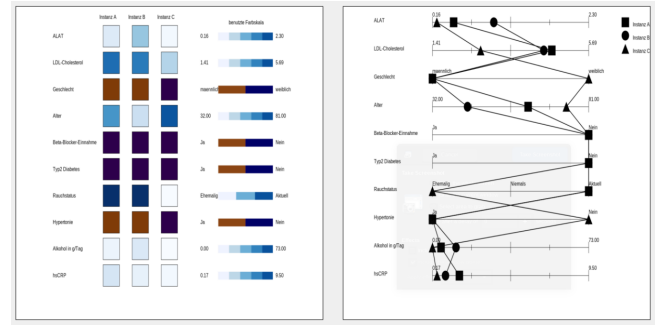 Instanz A Instanz B Instanz C benutzte Farbskala
ALAT 0.16 2.30
LDL-Cholesterol 1.41 5.69
Geschlecht maennlich weiblich
Alter 32.00 81.00
Beta-Blocker-Einnahme Ja Nein
Typ2 Diabetes Ja Nein
Rauchstatus Ehemalig Aktuell
Hypertonie Ja Nein
Alkohol in g/Tag 0.00 73.00
hsCRP 0.17 9.50
ALAT 0.16 2.30
LDL-Cholesterol 1.41 5.69
Geschlecht maennlich weiblich
Alter 32.00 81.00
Beta-Blocker-Einnahme Ja Nein
Typ2 Diabetes Ja Nein
Rauchstatus Ehemalig Niemals Aktuell
Hypertonie Ja Nein
Alkohol in g/Tag 0.00 73.00
hsCRP 0.17 9.50
Instanz A
Instanz B
Instanz C